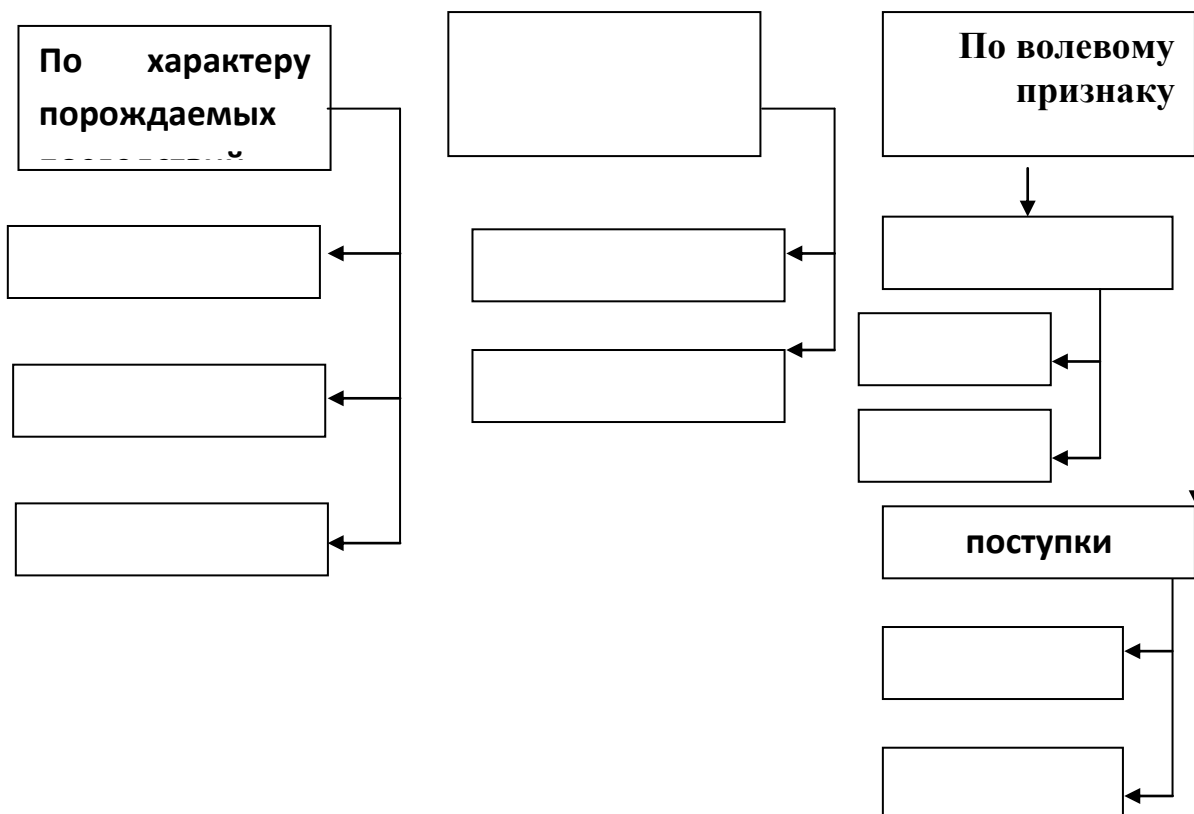 По характеру
порождаемых
По волевому
признаку
поступки